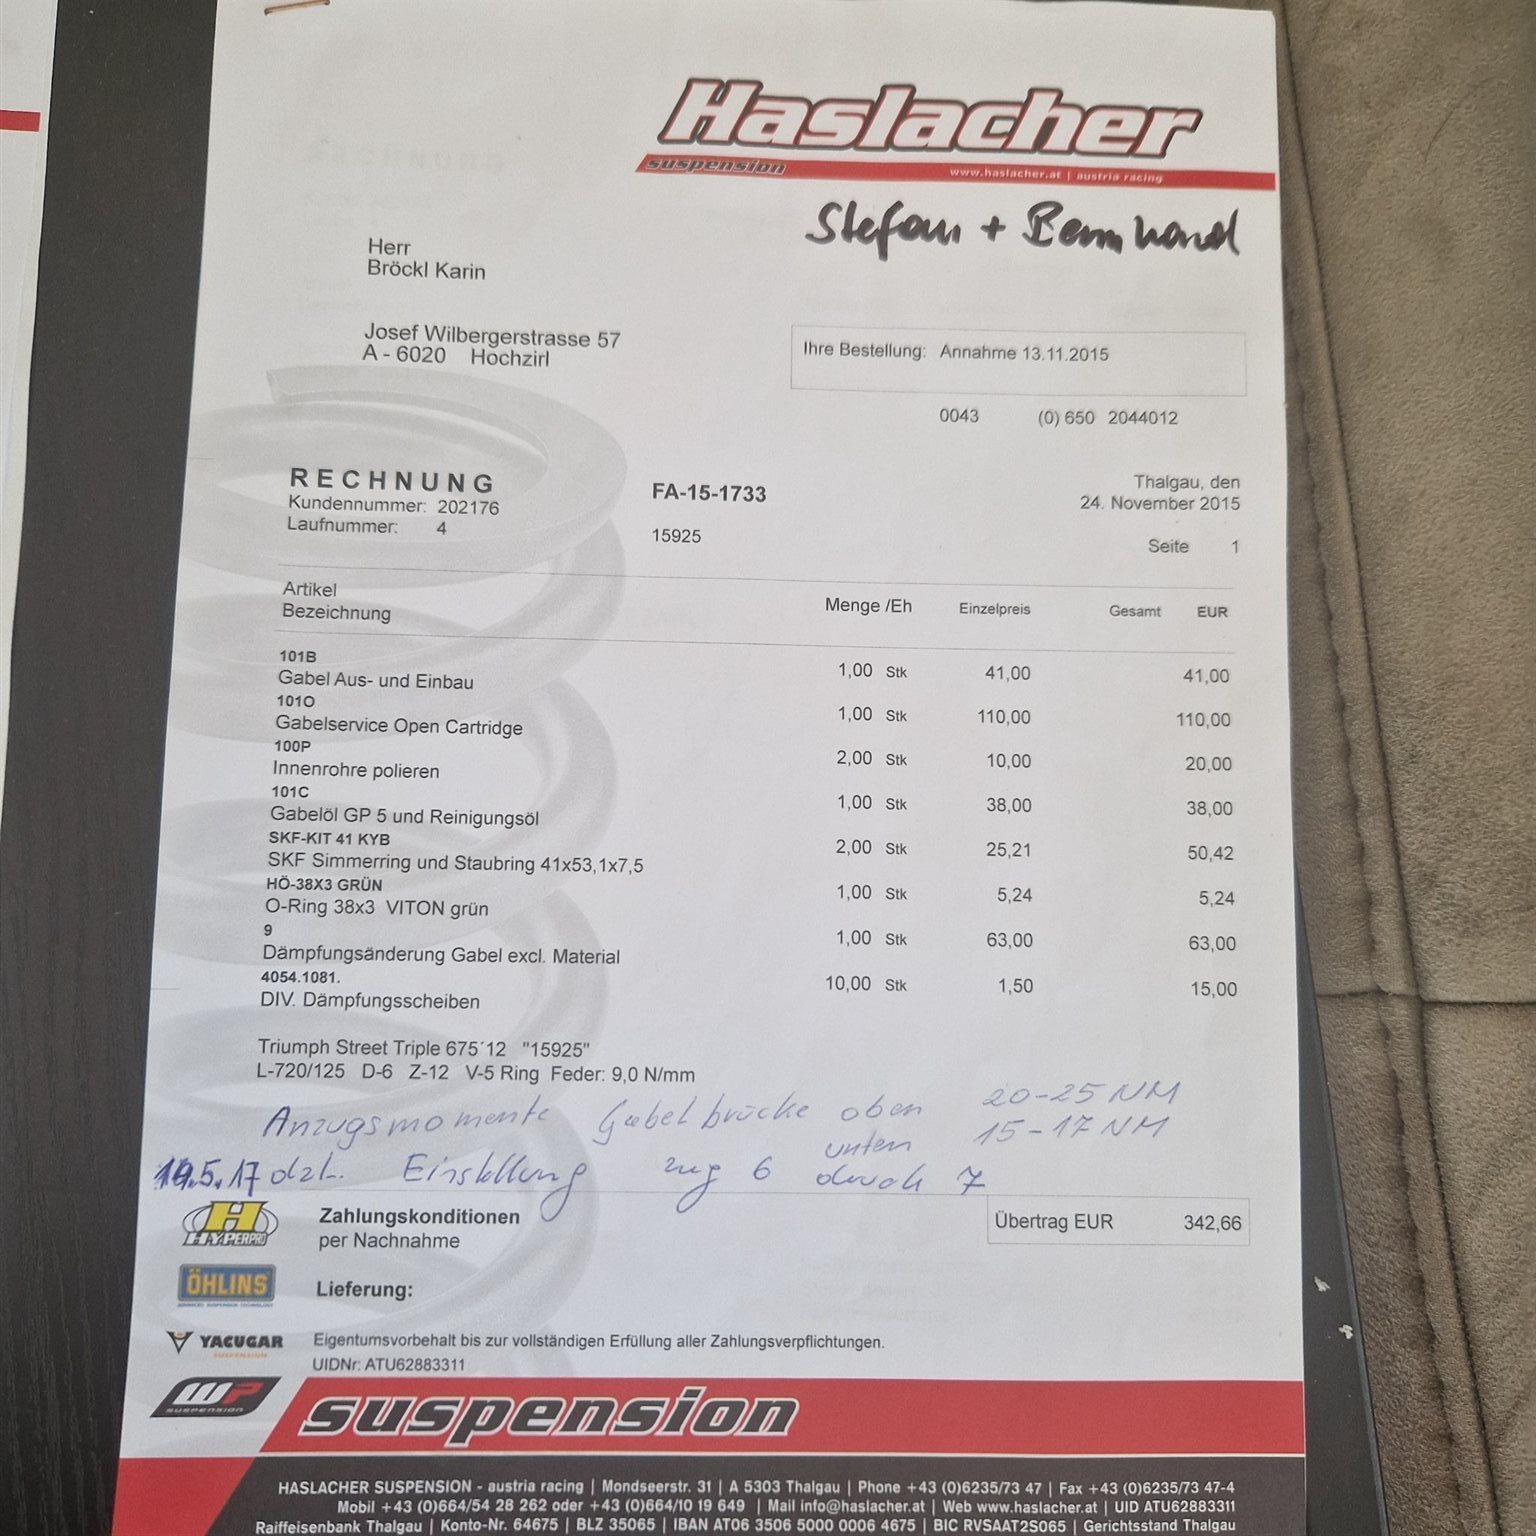 Haslacher
suspension
www.haslacher.at | austria racing
Stefan + Bernhard
Herr
Bröckl Karin
Josef Wilbergerstrasse 57
A - 6020 Hochzirl
Ihre Bestellung: Annahme 13.11.2015
0043 (0) 650 2044012
RECHNUNG FA-15-1733
Thalgau, den
Kundennummer: 202176
24. November 2015
Laufnummer: 4 15925
Seite 1
Artikel
Bezeichnung Menge /Eh Einzelpreis Gesamt EUR
101B
Gabel Aus- und Einbau 1,00 Stk 41,00 41,00
101O
Gabelservice Open Cartridge 1,00 Stk 110,00 110,00
100P
Innenrohre polieren 2,00 Stk 10,00 20,00
101C
Gabelöl GP 5 und Reinigungsöl 1,00 Stk 38,00 38,00
SKF-KIT 41 KYB
SKF Simmerring und Staubring 41x53,1x7,5 2,00 Stk 25,21 50,42
HÖ-38X3 GRÜN
O-Ring 38x3 VITON grün 1,00 Stk 5,24 5,24
9
Dämpfungsänderung Gabel excl. Material 1,00 Stk 63,00 63,00
4054.1081.
DIV. Dämpfungsscheiben 10,00 Stk 1,50 15,00
Triumph Street Triple 675´12 "15925"
L-720/125 D-6 Z-12 V-5 Ring Feder: 9,0 N/mm
Anzugsmomente Gabelbrücke oben 20-25 NM
unten 15-17 NM
5.17 dzt. Einstellung zug 6 druck 7
HYPERPRO
Zahlungskonditionen
per Nachnahme
Übertrag EUR 342,66
ÖHLINS
Lieferung:
YACUGAR
SUSPENSION
Eigentumsvorbehalt bis zur vollständigen Erfüllung aller Zahlungsverpflichtungen.
UIDNr: ATU62883311
WP
SUSPENSION
suspension
HASLACHER SUSPENSION - austria racing | Mondseerstr. 31 | A 5303 Thalgau | Phone +43 (0)6235/73 47 | Fax +43 (0)6235/73 47-4
Mobil +43 (0)664/54 28 262 oder +43 (0)664/10 19 649 | Mail info@haslacher.at | Web www.haslacher.at | UID ATU62883311
Raiffeisenbank Thalgau | Konto-Nr. 64675 | BLZ 35065 | IBAN AT06 3506 5000 0006 4675 | BIC RVSAAT2S065 | Gerichtsstand Thalgau